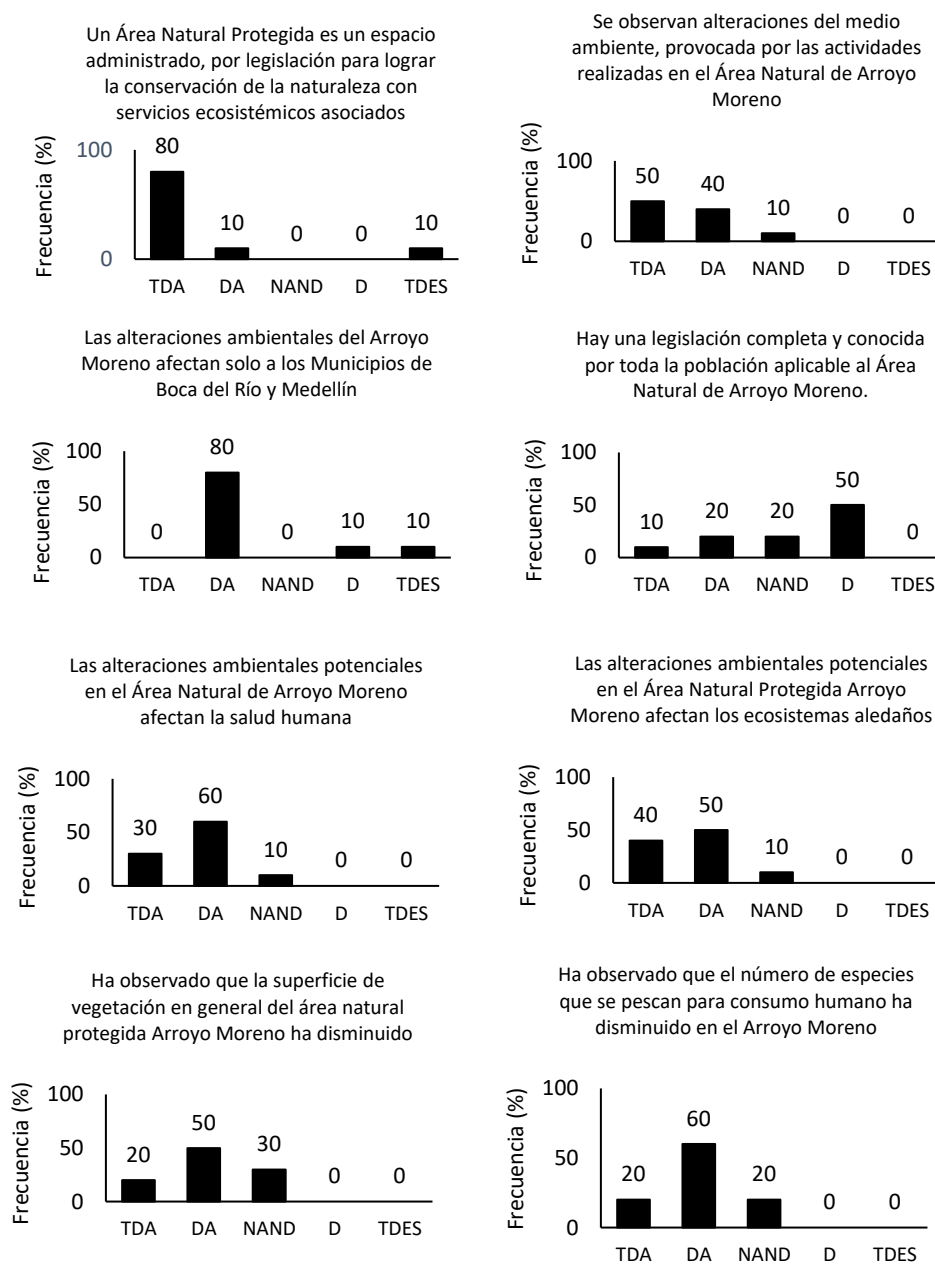 Un Área Natural Protegida es un espacio
administrado, por legislación para lograr
la conservación de la naturaleza con
servicios ecosistémicos asociados
Frecuencia (%)
100
0
80
10
0
0
10
TDA DA NAND D TDES
Se observan alteraciones del medio
ambiente, provocada por las actividades
realizadas en el Área Natural de Arroyo
Moreno
Frecuencia (%)
100
0
50
40
10
0
0
TDA DA NAND D TDES
Las alteraciones ambientales del Arroyo
Moreno afectan solo a los Municipios de
Boca del Río y Medellín
Frecuencia (%)
100
50
0
0
80
0
10
10
TDA DA NAND D TDES
Hay una legislación completa y conocida
por toda la población aplicable al Área
Natural de Arroyo Moreno.
Frecuencia (%)
100
50
0
10
20
20
50
0
TDA DA NAND D TDES
Las alteraciones ambientales potenciales
en el Área Natural de Arroyo Moreno
afectan la salud humana
Frecuencia (%)
100
50
0
30
60
10
0
0
TDA DA NAND D TDES
Las alteraciones ambientales potenciales
en el Área Natural Protegida Arroyo
Moreno afectan los ecosistemas aledaños
Frecuencia (%)
100
50
0
40
50
10
0
0
TDA DA NAND D TDES
Ha observado que la superficie de
vegetación en general del área natural
protegida Arroyo Moreno ha disminuido
Frecuencia (%)
100
50
0
20
50
30
0
0
TDA DA NAND D TDES
Ha observado que el número de especies
que se pescan para consumo humano ha
disminuido en el Arroyo Moreno
Frecuencia (%)
100
50
0
20
60
20
0
0
TDA DA NAND D TDES